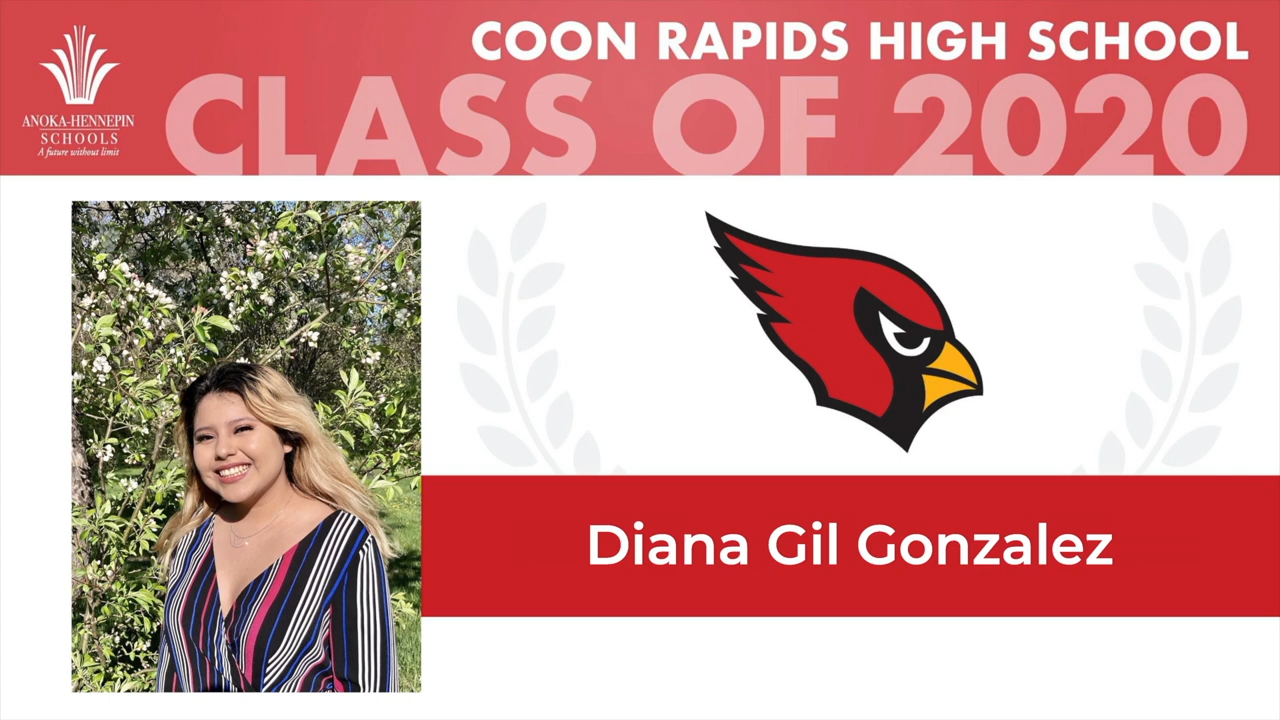 COON RAPIDS HIGH SCHOOL
CLASS OF 2020
ANOKA-HENNEPIN
SCHOOLS
A future without limit
Diana Gil Gonzalez